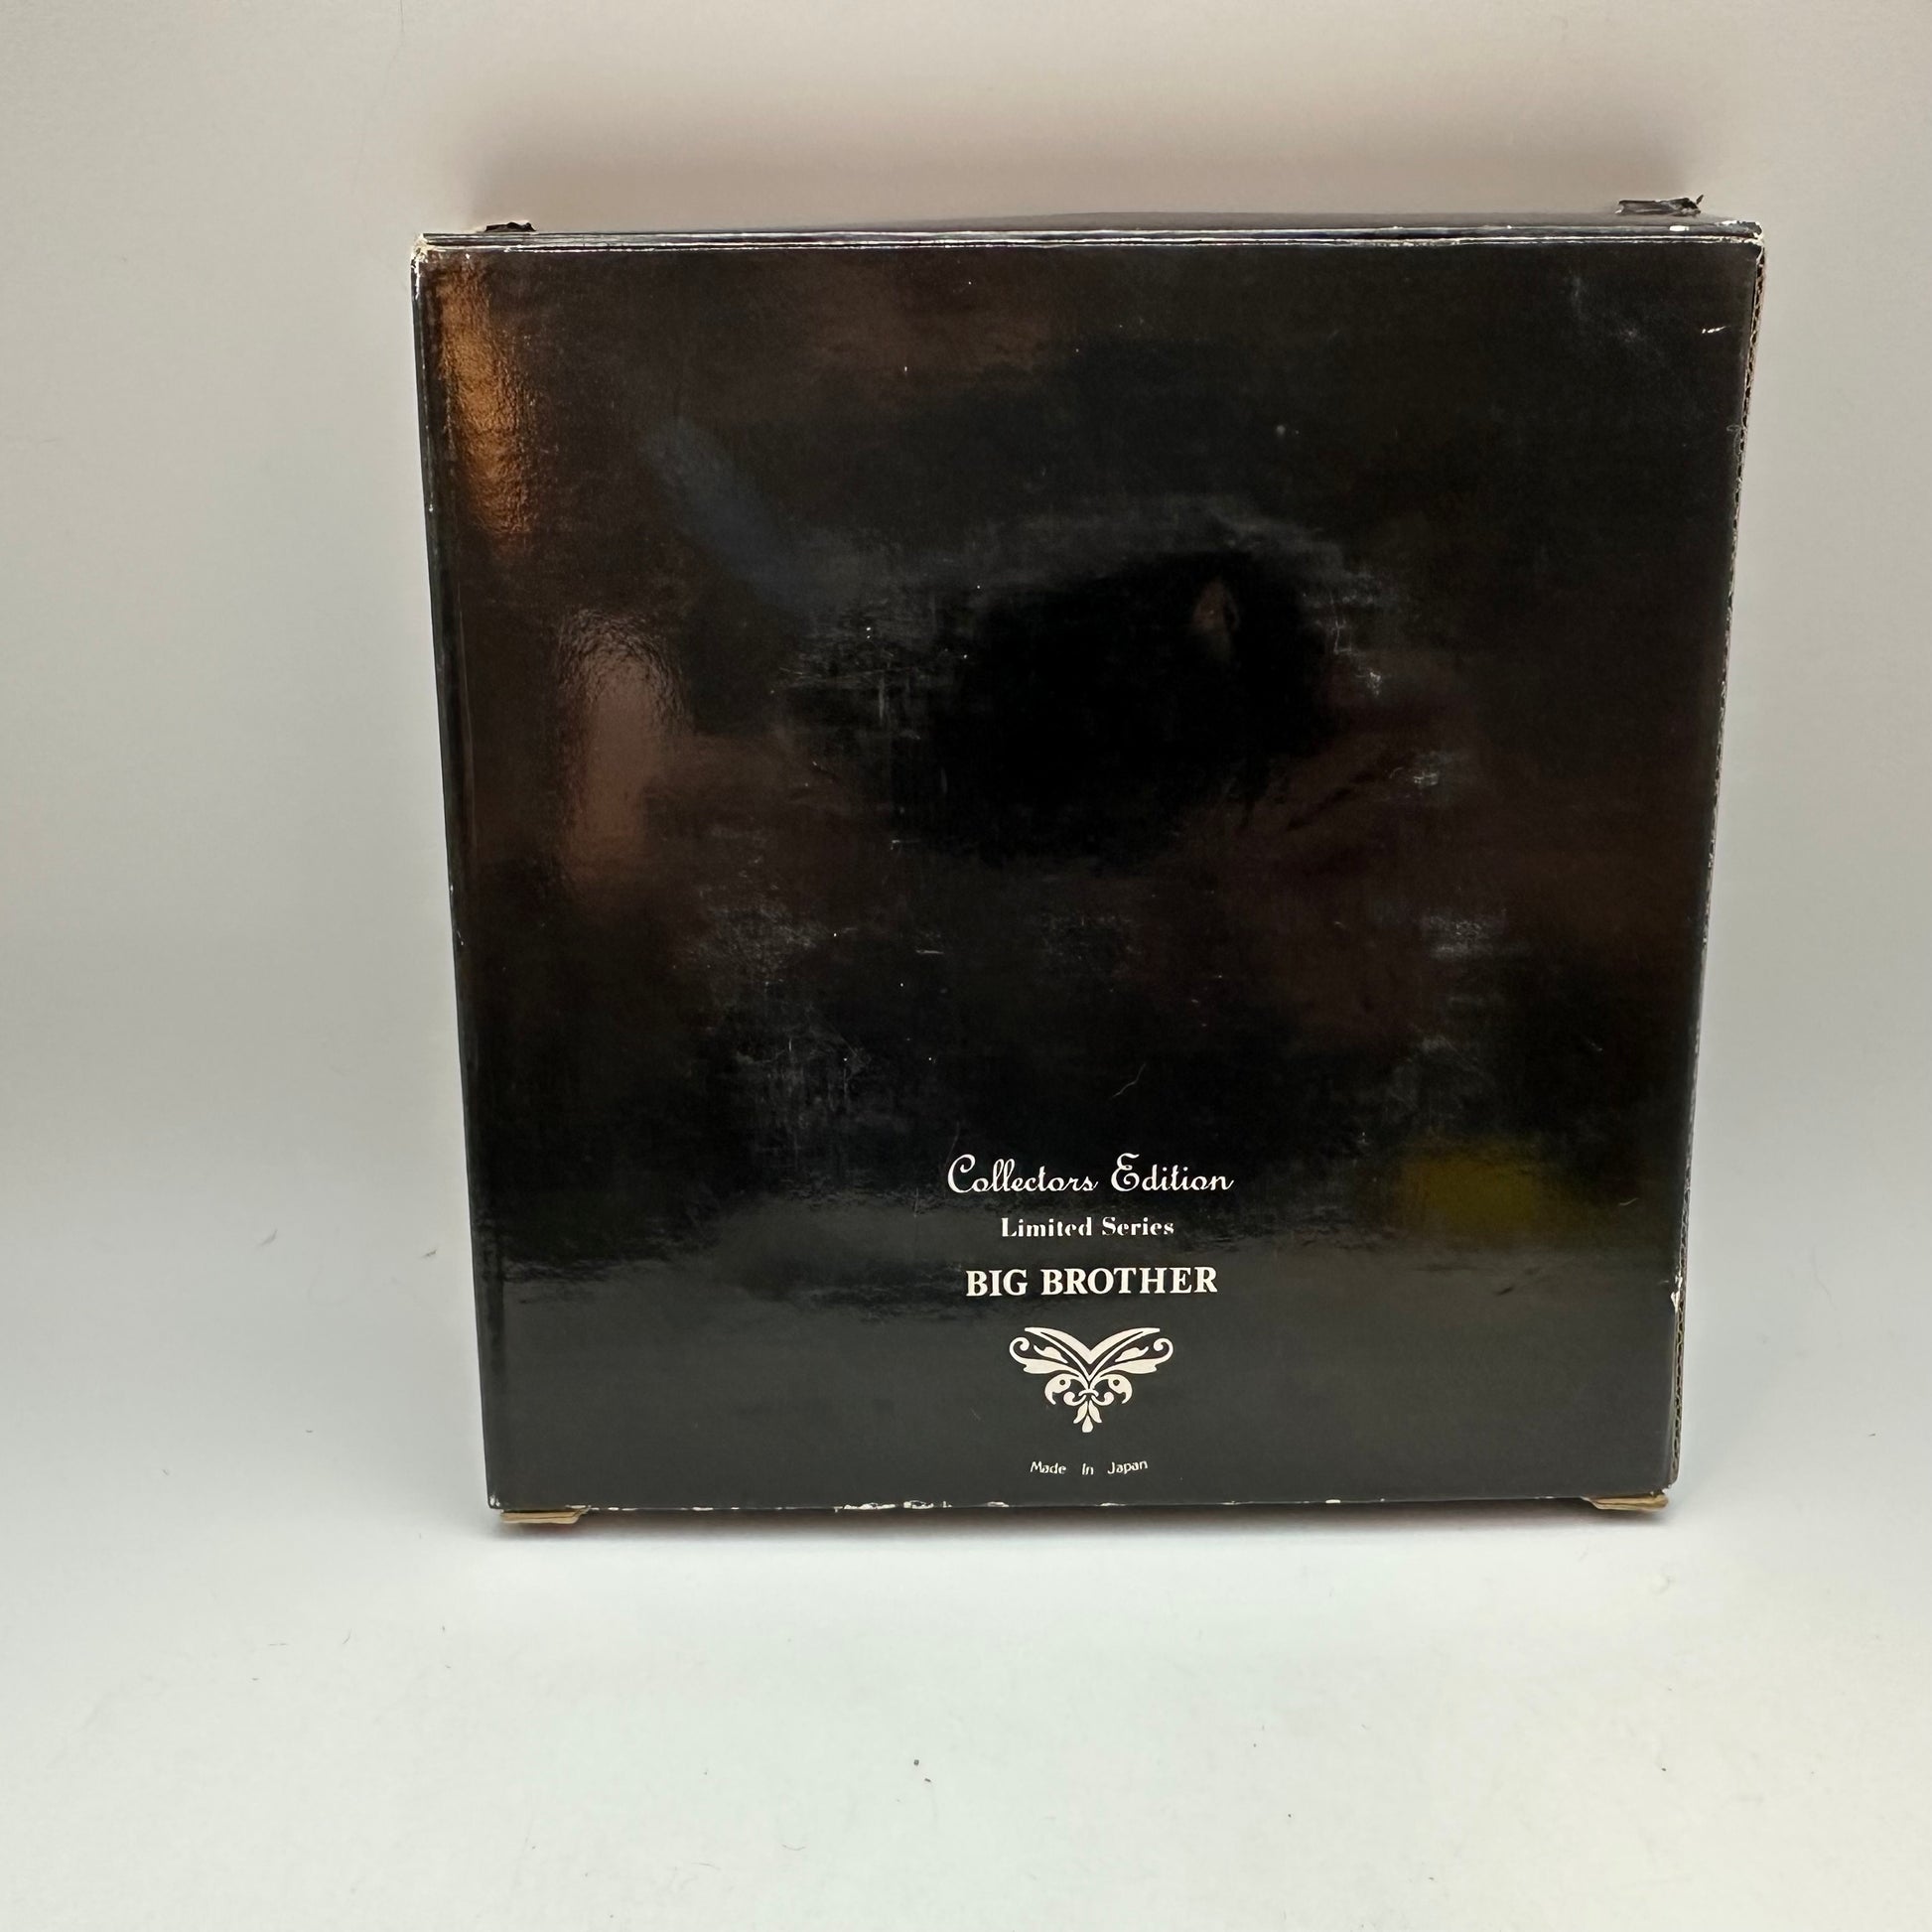 Collectors Edition
Limited Series
BIG BROTHER
Made In Japan